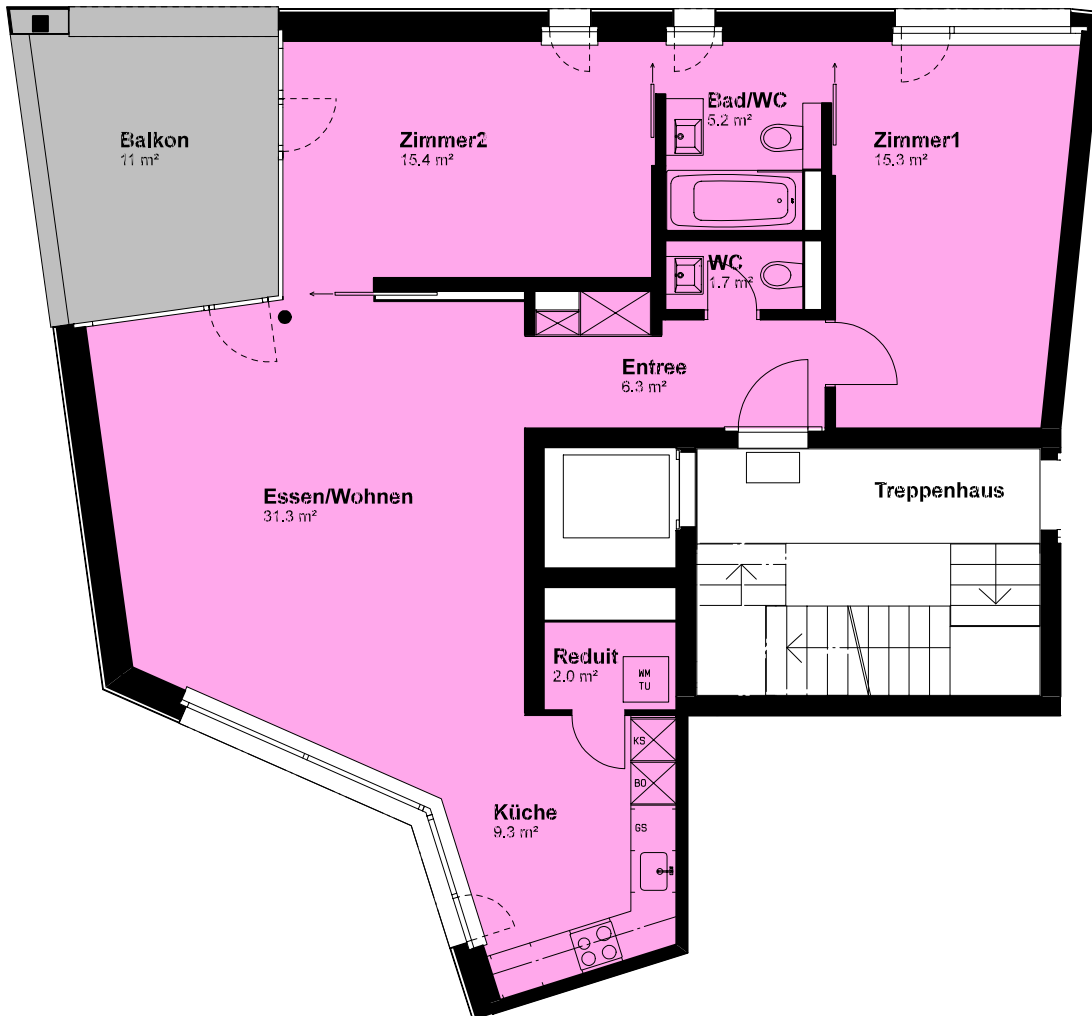 Balkon
11 m²
Zimmer2
15.4 m²
Bad/WC
5.2 m²
Zimmer1
15.3 m²
WC
1.7 m²
Entree
6.3 m²
Essen/Wohnen
31.3 m²
Treppenhaus
Reduit
2.0 m²
WM
TU
KS
BO
GS
Küche
9.3 m²